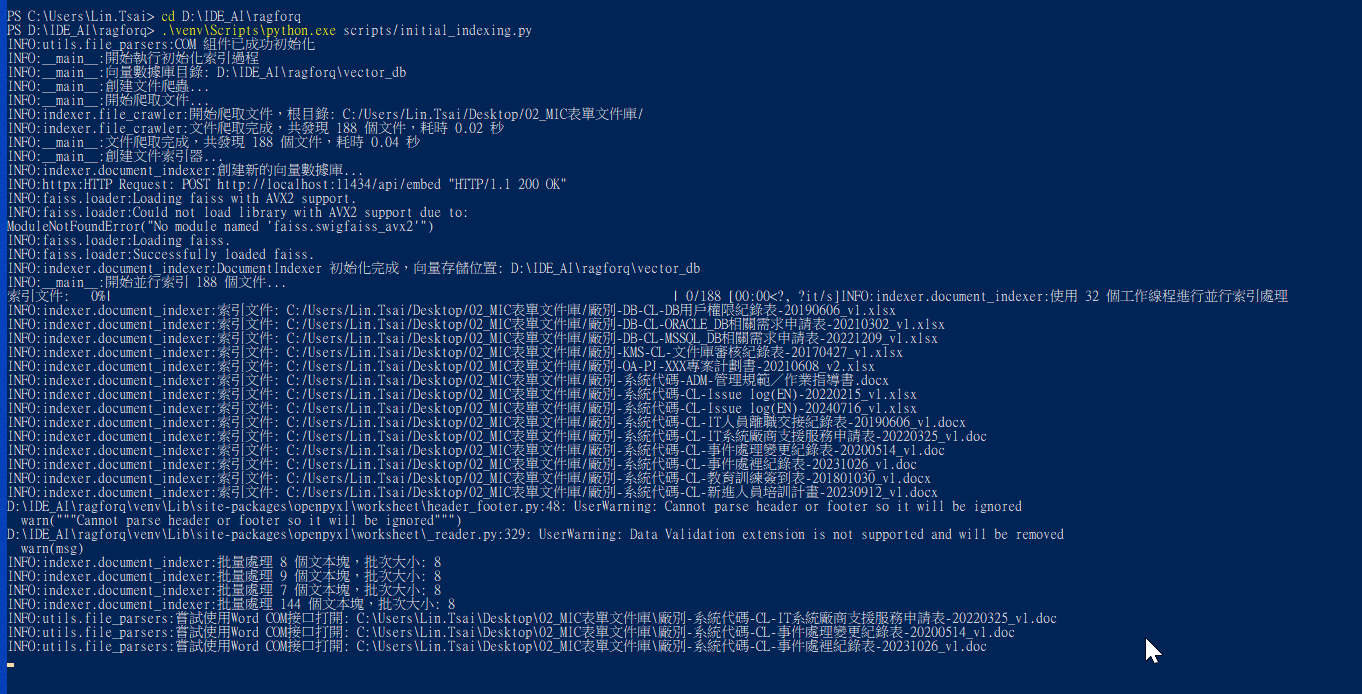 PS C:\Users\Lin.Tsai> cd D:\IDE_AI\ragforq
PS D:\IDE_AI\ragforq> .\venv\Scripts\python.exe scripts/initial_indexing.py
INFO:utils.file_parsers:COM 組件已成功初始化
INFO:__main__:開始執行初始化索引過程
INFO:__main__:向量數據庫目錄: D:\IDE_AI\ragforq\vector_db
INFO:__main__:創建文件爬蟲...
INFO:__main__:開始爬取文件...
INFO:indexer.file_crawler:開始爬取文件，根目錄: C:/Users/Lin.Tsai/Desktop/02_MIC表單文件庫/
INFO:indexer.file_crawler:文件爬取完成，共發現 188 個文件，耗時 0.02 秒
INFO:__main__:文件爬取完成，共發現 188 個文件，耗時 0.04 秒
INFO:__main__:創建文件索引器...
INFO:indexer.document_indexer:創建新的向量數據庫...
INFO:httpx:HTTP Request: POST http://localhost:11434/api/embed "HTTP/1.1 200 OK"
INFO:faiss.loader:Loading faiss with AVX2 support.
INFO:faiss.loader:Could not load library with AVX2 support due to:
ModuleNotFoundError("No module named 'faiss.swigfaiss_avx2'")
INFO:faiss.loader:Loading faiss.
INFO:faiss.loader:Successfully loaded faiss.
INFO:indexer.document_indexer:DocumentIndexer 初始化完成，向量存儲位置: D:\IDE_AI\ragforq\vector_db
INFO:__main__:開始並行索引 188 個文件...
索引文件:   0%|          | 0/188 [00:00<?, ?it/s]INFO:indexer.document_indexer:使用 32 個工作線程進行並行索引處理
INFO:indexer.document_indexer:索引文件: C:/Users/Lin.Tsai/Desktop/02_MIC表單文件庫/廠別-DB-CL-DB用戶權限紀錄表-20190606_v1.xlsx
INFO:indexer.document_indexer:索引文件: C:/Users/Lin.Tsai/Desktop/02_MIC表單文件庫/廠別-DB-CL-ORACLE_DB相關需求申請表-20210302_v1.xlsx
INFO:indexer.document_indexer:索引文件: C:/Users/Lin.Tsai/Desktop/02_MIC表單文件庫/廠別-DB-CL-MSSQL_DB相關需求申請表-20221209_v1.xlsx
INFO:indexer.document_indexer:索引文件: C:/Users/Lin.Tsai/Desktop/02_MIC表單文件庫/廠別-KMS-CL-文件庫審核紀錄表-20170427_v1.xlsx
INFO:indexer.document_indexer:索引文件: C:/Users/Lin.Tsai/Desktop/02_MIC表單文件庫/廠別-OA-PJ-XXX專案計劃書-20210608_v2.xlsx
INFO:indexer.document_indexer:索引文件: C:/Users/Lin.Tsai/Desktop/02_MIC表單文件庫/廠別-系統代碼-ADM-管理規範／作業指導書.docx
INFO:indexer.document_indexer:索引文件: C:/Users/Lin.Tsai/Desktop/02_MIC表單文件庫/廠別-系統代碼-CL-Issue log(EN)-20220215_v1.xlsx
INFO:indexer.document_indexer:索引文件: C:/Users/Lin.Tsai/Desktop/02_MIC表單文件庫/廠別-系統代碼-CL-Issue log(EN)-20240716_v1.xlsx
INFO:indexer.document_indexer:索引文件: C:/Users/Lin.Tsai/Desktop/02_MIC表單文件庫/廠別-系統代碼-CL-IT人員離職交接紀錄表-20190606_v1.docx
INFO:indexer.document_indexer:索引文件: C:/Users/Lin.Tsai/Desktop/02_MIC表單文件庫/廠別-系統代碼-CL-IT系統廠商支援服務申請表-20220325_v1.doc
INFO:indexer.document_indexer:索引文件: C:/Users/Lin.Tsai/Desktop/02_MIC表單文件庫/廠別-系統代碼-CL-事件處理變更紀錄表-20200514_v1.doc
INFO:indexer.document_indexer:索引文件: C:/Users/Lin.Tsai/Desktop/02_MIC表單文件庫/廠別-系統代碼-CL-事件處裡紀錄表-20231026_v1.doc
INFO:indexer.document_indexer:索引文件: C:/Users/Lin.Tsai/Desktop/02_MIC表單文件庫/廠別-系統代碼-CL-教育訓練簽到表-201801030_v1.docx
INFO:indexer.document_indexer:索引文件: C:/Users/Lin.Tsai/Desktop/02_MIC表單文件庫/廠別-系統代碼-CL-新進人員培訓計畫-20230912_v1.docx
D:\IDE_AI\ragforq\venv\Lib\site-packages\openpyxl\worksheet\header_footer.py:48: UserWarning: Cannot parse header or footer so it will be ignored
  warn("""Cannot parse header or footer so it will be ignored""")
D:\IDE_AI\ragforq\venv\Lib\site-packages\openpyxl\worksheet\_reader.py:329: UserWarning: Data Validation extension is not supported and will be removed
  warn(msg)
INFO:indexer.document_indexer:批量處理 8 個文本塊，批次大小: 8
INFO:indexer.document_indexer:批量處理 9 個文本塊，批次大小: 8
INFO:indexer.document_indexer:批量處理 7 個文本塊，批次大小: 8
INFO:indexer.document_indexer:批量處理 144 個文本塊，批次大小: 8
INFO:utils.file_parsers:嘗試使用Word COM接口打開: C:\Users\Lin.Tsai\Desktop\02_MIC表單文件庫\廠別-系統代碼-CL-IT系統廠商支援服務申請表-20220325_v1.doc
INFO:utils.file_parsers:嘗試使用Word COM接口打開: C:\Users\Lin.Tsai\Desktop\02_MIC表單文件庫\廠別-系統代碼-CL-事件處理變更紀錄表-20200514_v1.doc
INFO:utils.file_parsers:嘗試使用Word COM接口打開: C:\Users\Lin.Tsai\Desktop\02_MIC表單文件庫\廠別-系統代碼-CL-事件處裡紀錄表-20231026_v1.doc